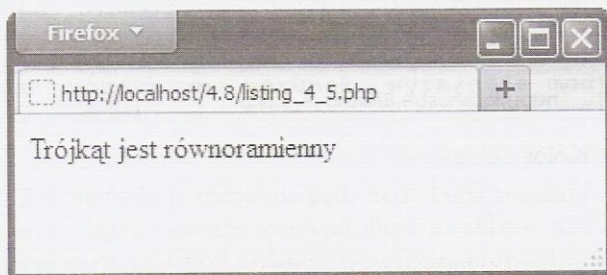 Firefox
http://localhost/4.8/listing_4_5.php
Trójkąt jest równoramienny